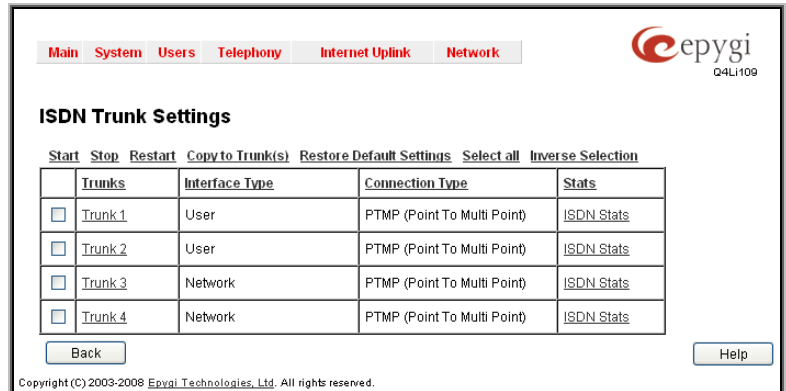 Main System Users Telephony Internet Uplink Network
epygi
Q4Li109
ISDN Trunk Settings
Start Stop Restart Copy to Trunk(s) Restore Default Settings Select all Inverse Selection
Trunks Interface Type Connection Type Stats
Trunk 1 User PTMP (Point To Multi Point) ISDN Stats
Trunk 2 User PTMP (Point To Multi Point) ISDN Stats
Trunk 3 Network PTMP (Point To Multi Point) ISDN Stats
Trunk 4 Network PTMP (Point To Multi Point) ISDN Stats
Back Help
Copyright (C) 2003-2008 Epygi Technologies, Ltd. All rights reserved.